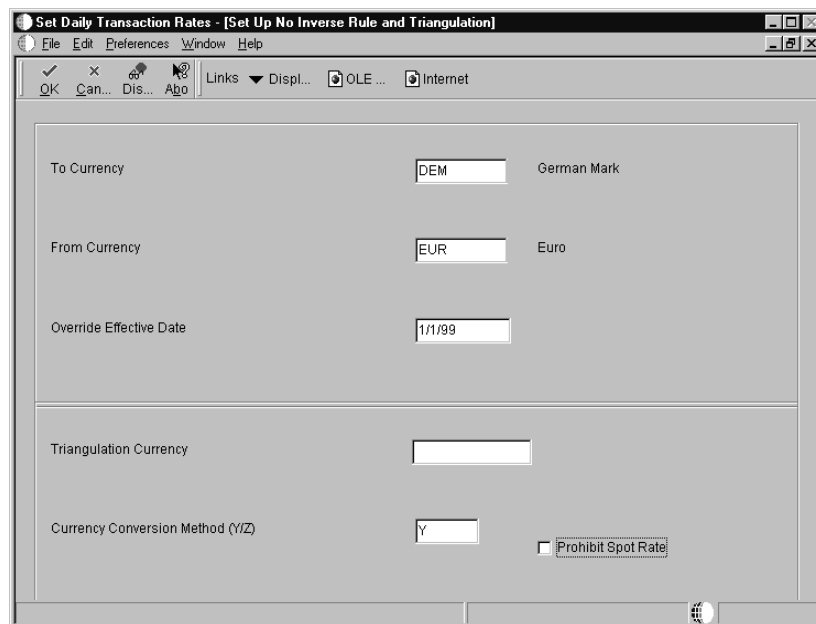 Set Daily Transaction Rates - [Set Up No Inverse Rule and Triangulation]
File Edit Preferences Window Help
OK Can... Dis... Abo Links Displ... OLE ... Internet
To Currency DEM German Mark
From Currency EUR Euro
Override Effective Date 1/1/99
Triangulation Currency
Currency Conversion Method (Y/Z) Y
Prohibit Spot Rate